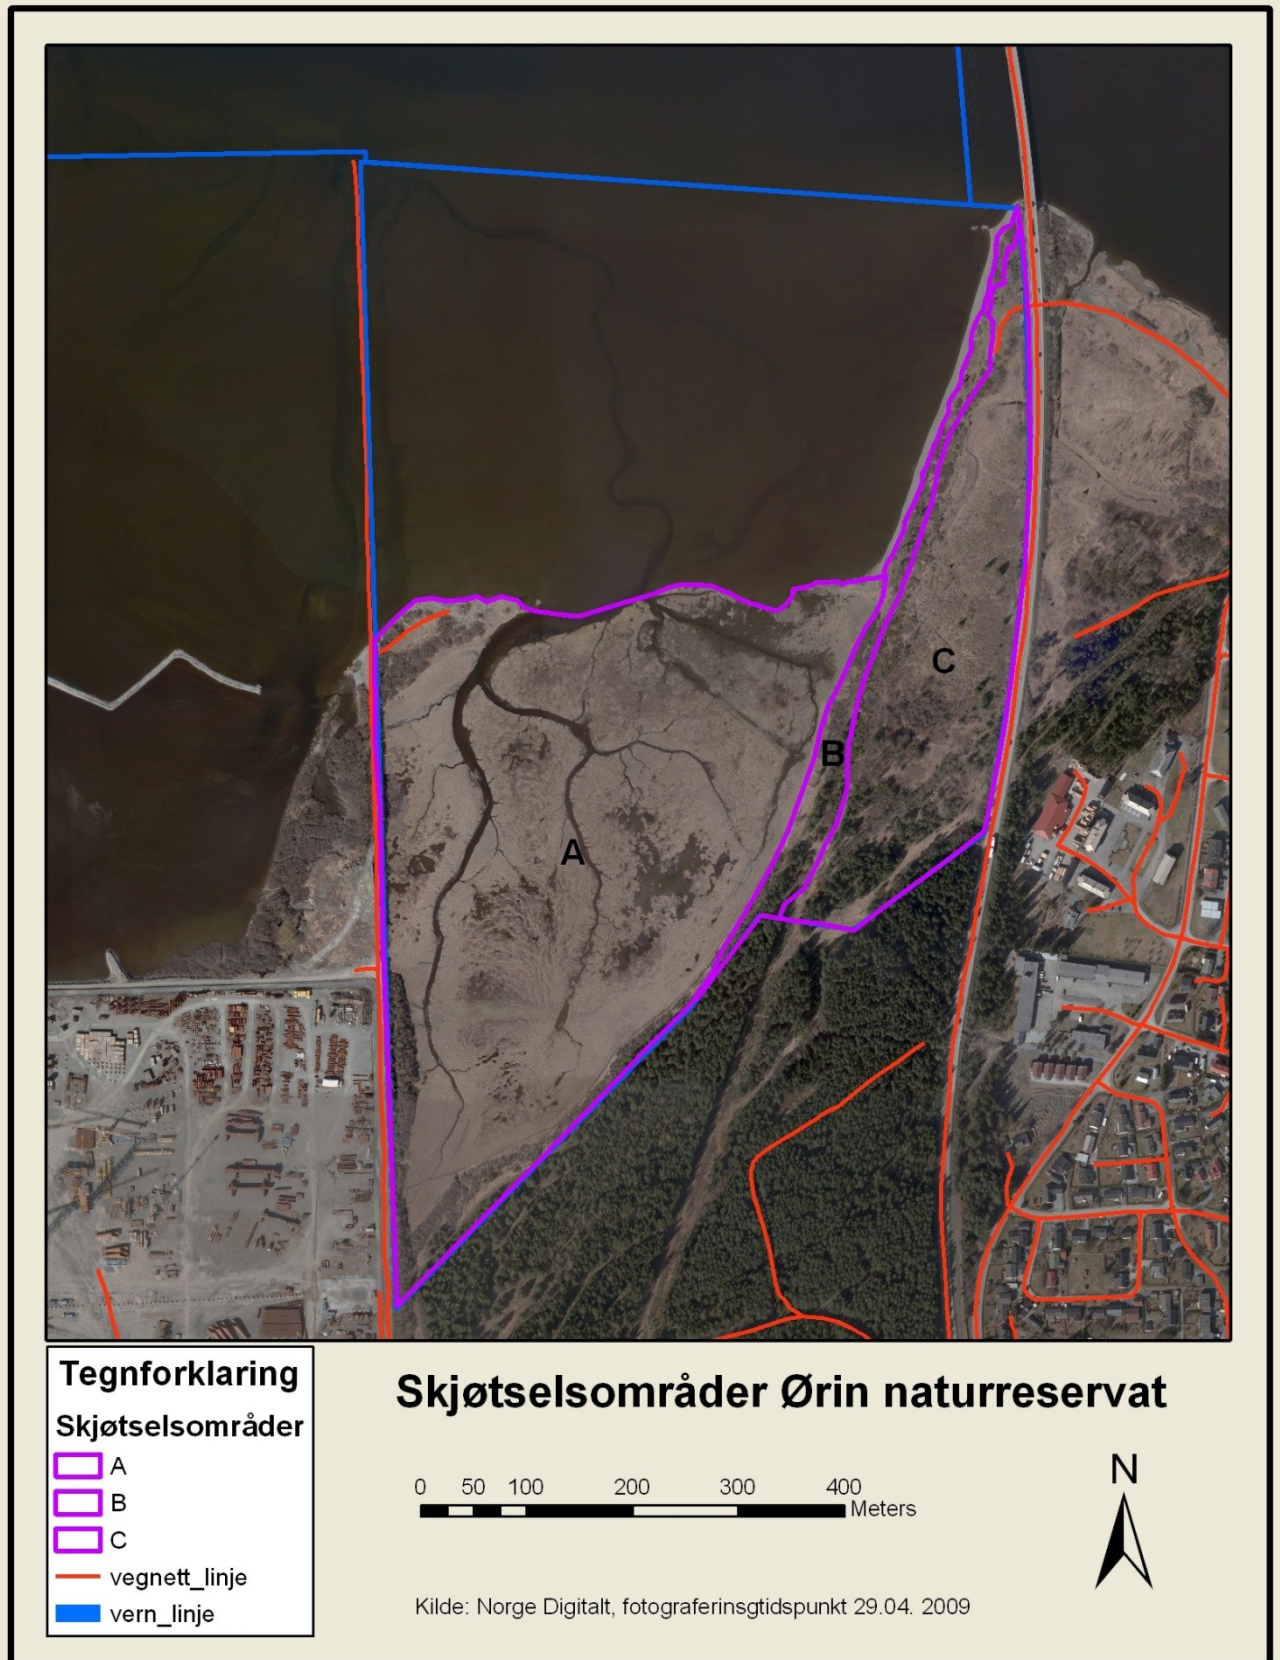 C
B
A
Tegnforklaring
Skjøtselsområder
A
B
C
vegnett_linje
vern_linje
Skjøtselsområder Ørin naturreservat
0 50 100 200 300 400
Meters
N
Kilde: Norge Digitalt, fotograferinsgtidspunkt 29.04. 2009